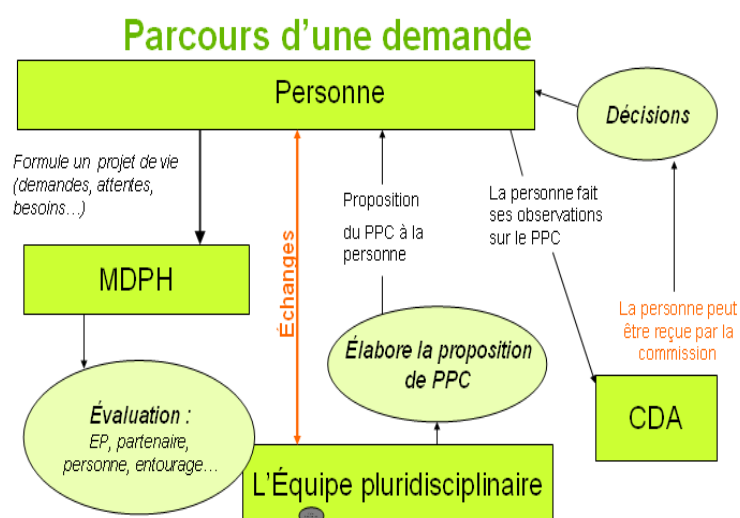 Parcours d'une demande
Personne
Décisions
Formule un projet de vie
(demandes, attentes,
besoins…)
Échanges
Proposition
du PPC à la
personne
La personne fait
ses observations
sur le PPC
MDPH
La personne peut
être reçue par la
commission
Élabore la proposition
de PPC
Évaluation :
EP, partenaire,
personne, entourage…
CDA
L'Équipe pluridisciplinaire